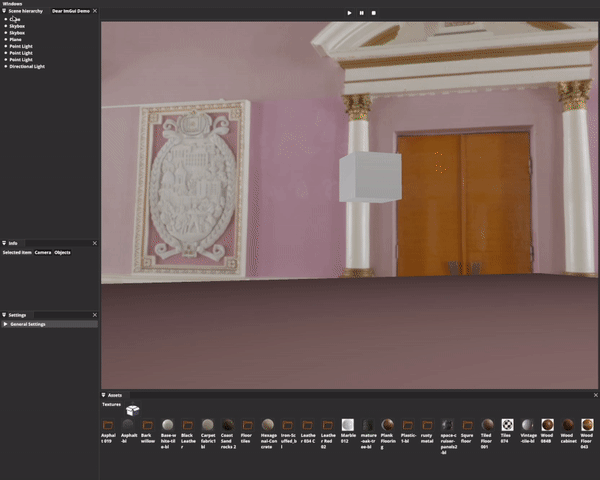 Windows
Scene hierarchy
Dear ImGui Demo
Cube
Skybox
Skybox
Plane
Point Light
Point Light
Point Light
Directional Light
Info
Selected item Camera Objects
Settings
General Settings
Assets
Textures
Asphalt 019
Asphalt-bl
Bark willow
Base-white-tile-bl
Black Leather
Carpet fabric1
Coast Sand rocks 2
Floor tiles
Hexagonal-Concrete
Iron-Scuffed_bl
Leather 034 C
Leather Red 02
Marble 012
mature-oak-tree-bl
Plank flooring
Plastic-1-bl
rusty metal
space-cruiser-panels2-bl
Squre floor
Tiled Floor 001
Tiles 074
Vintage-tile-bl
Wood 084B
Wood cabinet
Wood Floor 043